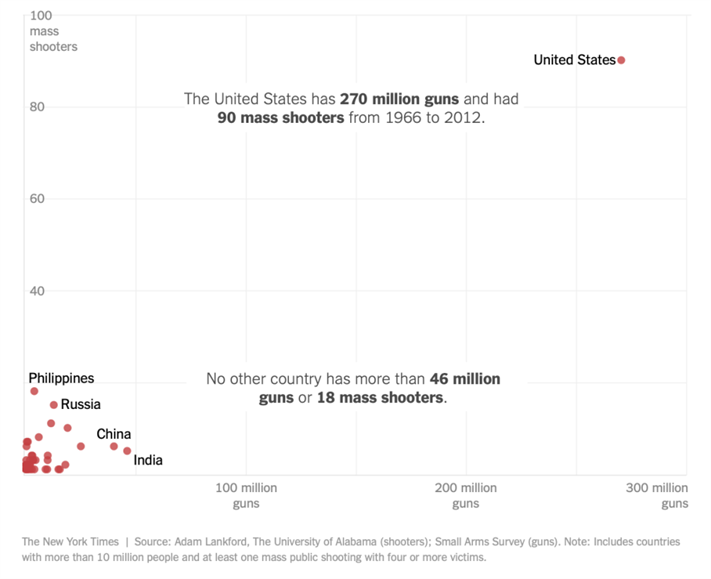 100
mass
shooters
United States
The United States has 270 million guns and had
90 mass shooters from 1966 to 2012.
80
60
40
Philippines
No other country has more than 46 million
guns or 18 mass shooters.
Russia
China
India
100 million
guns
200 million
guns
300 million
guns
The New York Times | Source: Adam Lankford, The University of Alabama (shooters); Small Arms Survey (guns). Note: Includes countries
with more than 10 million people and at least one mass public shooting with four or more victims.